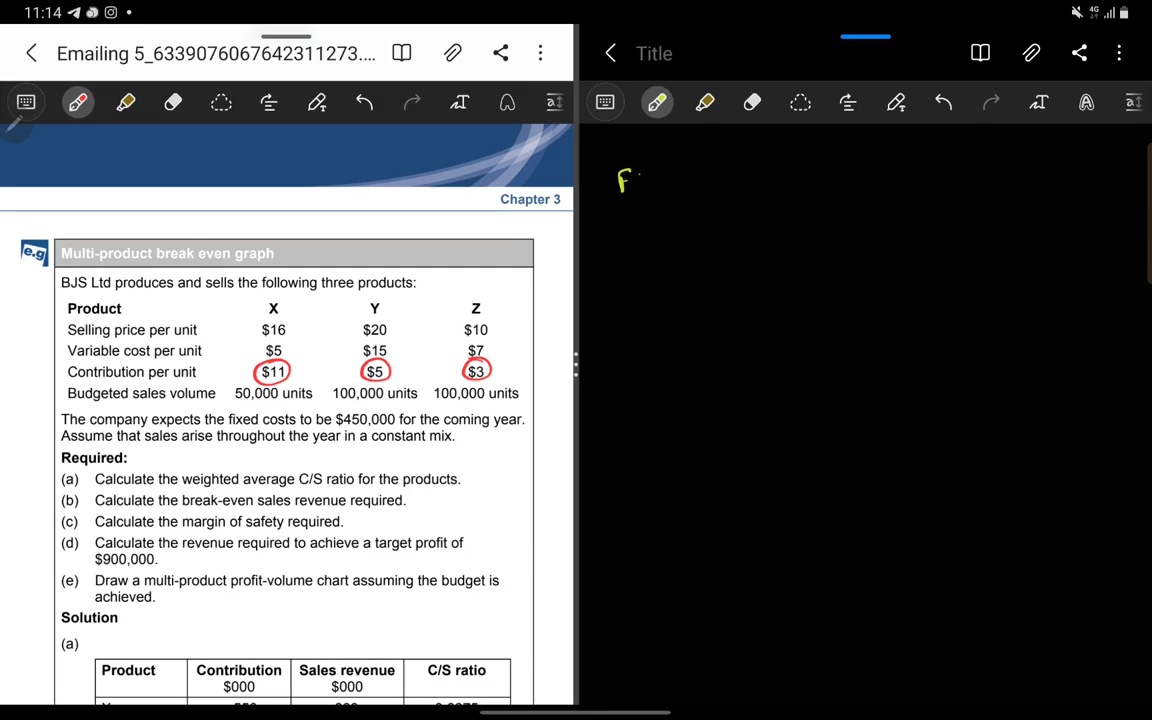 11:14
4G
Emailing 5_6339076067642311273....
Title
Chapter 3
e.g
Multi-product break even graph
BJS Ltd produces and sells the following three products:
Product X Y Z
Selling price per unit $16 $20 $10
Variable cost per unit $5 $15 $7
Contribution per unit $11 $5 $3
Budgeted sales volume 50,000 units 100,000 units 100,000 units
The company expects the fixed costs to be $450,000 for the coming year.
Assume that sales arise throughout the year in a constant mix.
Required:
(a) Calculate the weighted average C/S ratio for the products.
(b) Calculate the break-even sales revenue required.
(c) Calculate the margin of safety required.
(d) Calculate the revenue required to achieve a target profit of
$900,000.
(e) Draw a multi-product profit-volume chart assuming the budget is
achieved.
Solution
(a)
Product Contribution Sales revenue C/S ratio
$000 $000
F